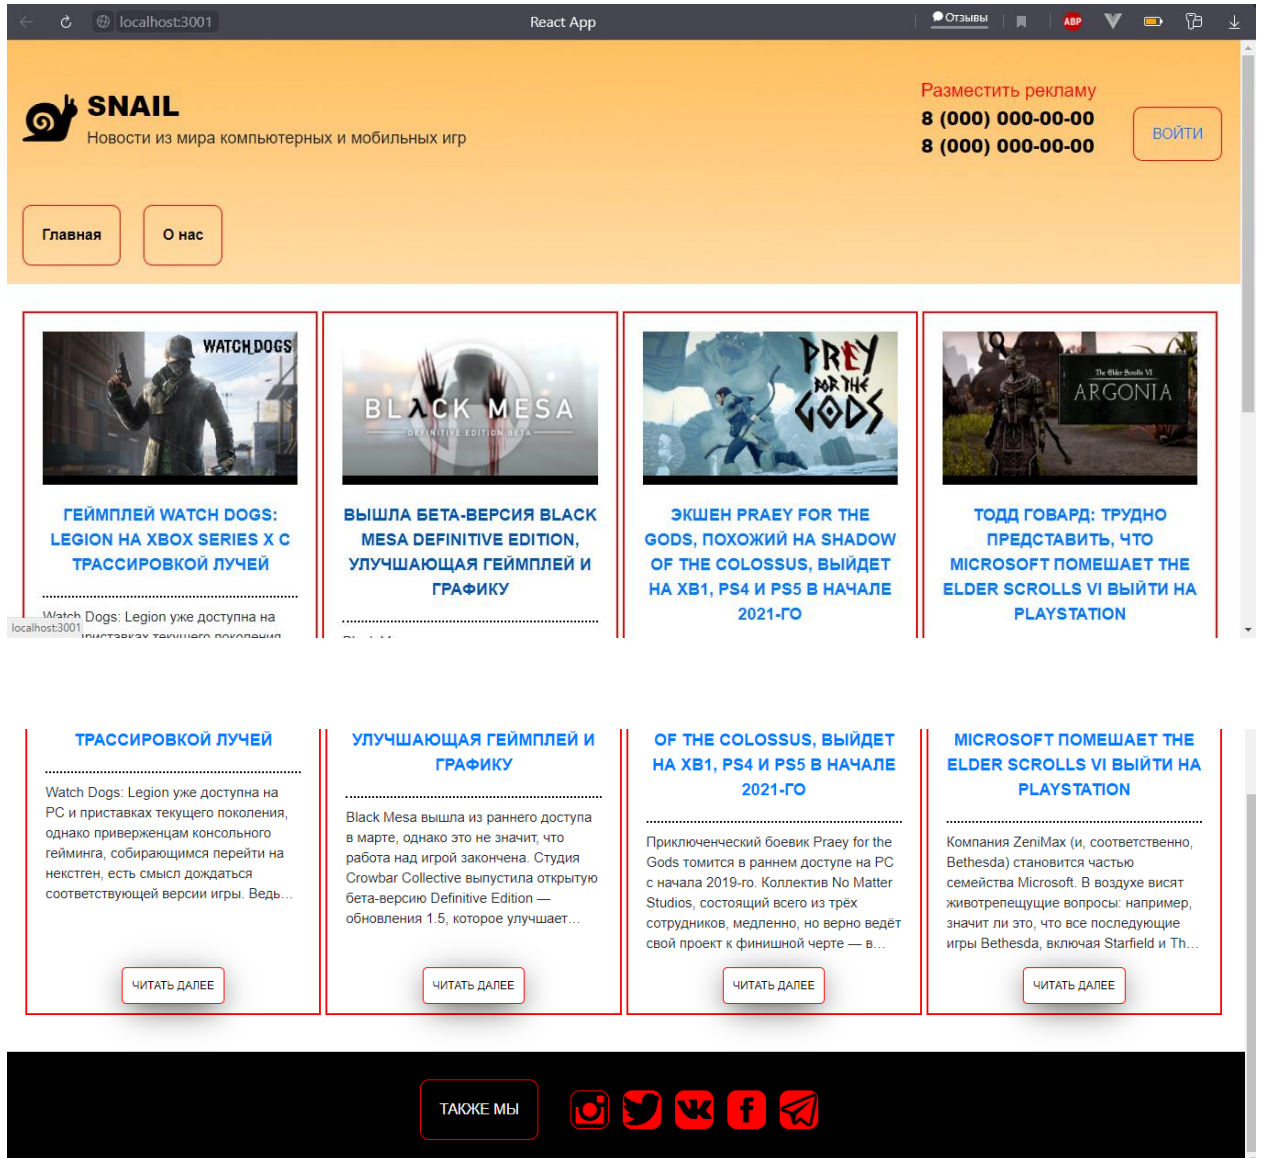 localhost:3001
React App
Отзывы
ABP
SNAIL
Новости из мира компьютерных и мобильных игр
Разместить рекламу
8 (000) 000-00-00
8 (000) 000-00-00
ВОЙТИ
Главная
О нас
WATCH_DOGS
ГЕЙМПЛЕЙ WATCH DOGS:
LEGION НА XBOX SERIES X С
ТРАССИРОВКОЙ ЛУЧЕЙ
Watch Dogs: Legion уже доступна на
приставках текущего поколения
localhost:3001
BLACK MESA
DEFINITIVE EDITION BETA
ВЫШЛА БЕТА-ВЕРСИЯ BLACK
MESA DEFINITIVE EDITION,
УЛУЧШАЮЩАЯ ГЕЙМПЛЕЙ И
ГРАФИКУ
PREY
FOR THE
GODS
ЭКШЕН PRAEY FOR THE
GODS, ПОХОЖИЙ НА SHADOW
OF THE COLOSSUS, ВЫЙДЕТ
НА XB1, PS4 И PS5 В НАЧАЛЕ
2021-ГО
The Elder Scrolls VI
ARGONIA
ТОДД ГОВАРД: ТРУДНО
ПРЕДСТАВИТЬ, ЧТО
MICROSOFT ПОМЕШАЕТ THE
ELDER SCROLLS VI ВЫЙТИ НА
PLAYSTATION
ТРАССИРОВКОЙ ЛУЧЕЙ
Watch Dogs: Legion уже доступна на
PC и приставках текущего поколения,
однако приверженцам консольного
гейминга, собирающимся перейти на
некстген, есть смысл дождаться
соответствующей версии игры. Ведь…
ЧИТАТЬ ДАЛЕЕ
УЛУЧШАЮЩАЯ ГЕЙМПЛЕЙ И
ГРАФИКУ
Black Mesa вышла из раннего доступа
в марте, однако это не значит, что
работа над игрой закончена. Студия
Crowbar Collective выпустила открытую
бета-версию Definitive Edition —
обновления 1.5, которое улучшает…
ЧИТАТЬ ДАЛЕЕ
OF THE COLOSSUS, ВЫЙДЕТ
НА XB1, PS4 И PS5 В НАЧАЛЕ
2021-ГО
Приключенческий боевик Praey for the
Gods томится в раннем доступе на PC
с начала 2019-го. Коллектив No Matter
Studios, состоящий всего из трёх
сотрудников, медленно, но верно ведёт
свой проект к финишной черте — в…
ЧИТАТЬ ДАЛЕЕ
MICROSOFT ПОМЕШАЕТ THE
ELDER SCROLLS VI ВЫЙТИ НА
PLAYSTATION
Компания ZeniMax (и, соответственно,
Bethesda) становится частью
семейства Microsoft. В воздухе висят
животрепещущие вопросы: например,
значит ли это, что все последующие
игры Bethesda, включая Starfield и Th…
ЧИТАТЬ ДАЛЕЕ
ТАКЖЕ МЫ